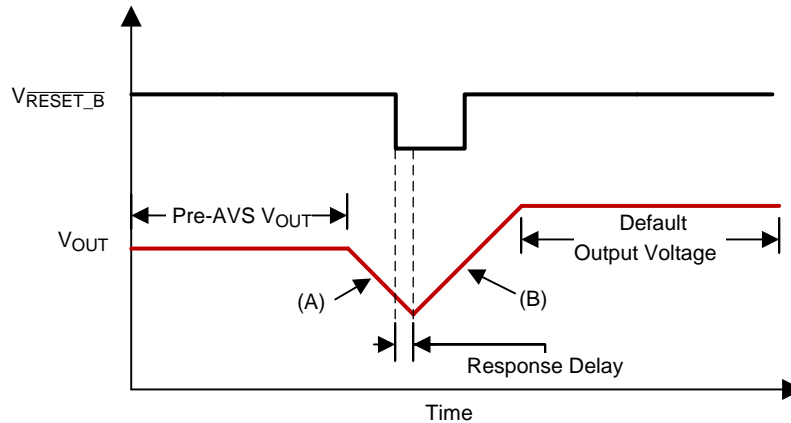 VRESET_B
Pre-AVS VOUT
VOUT
Default
Output Voltage
(A)
(B)
Response Delay
Time